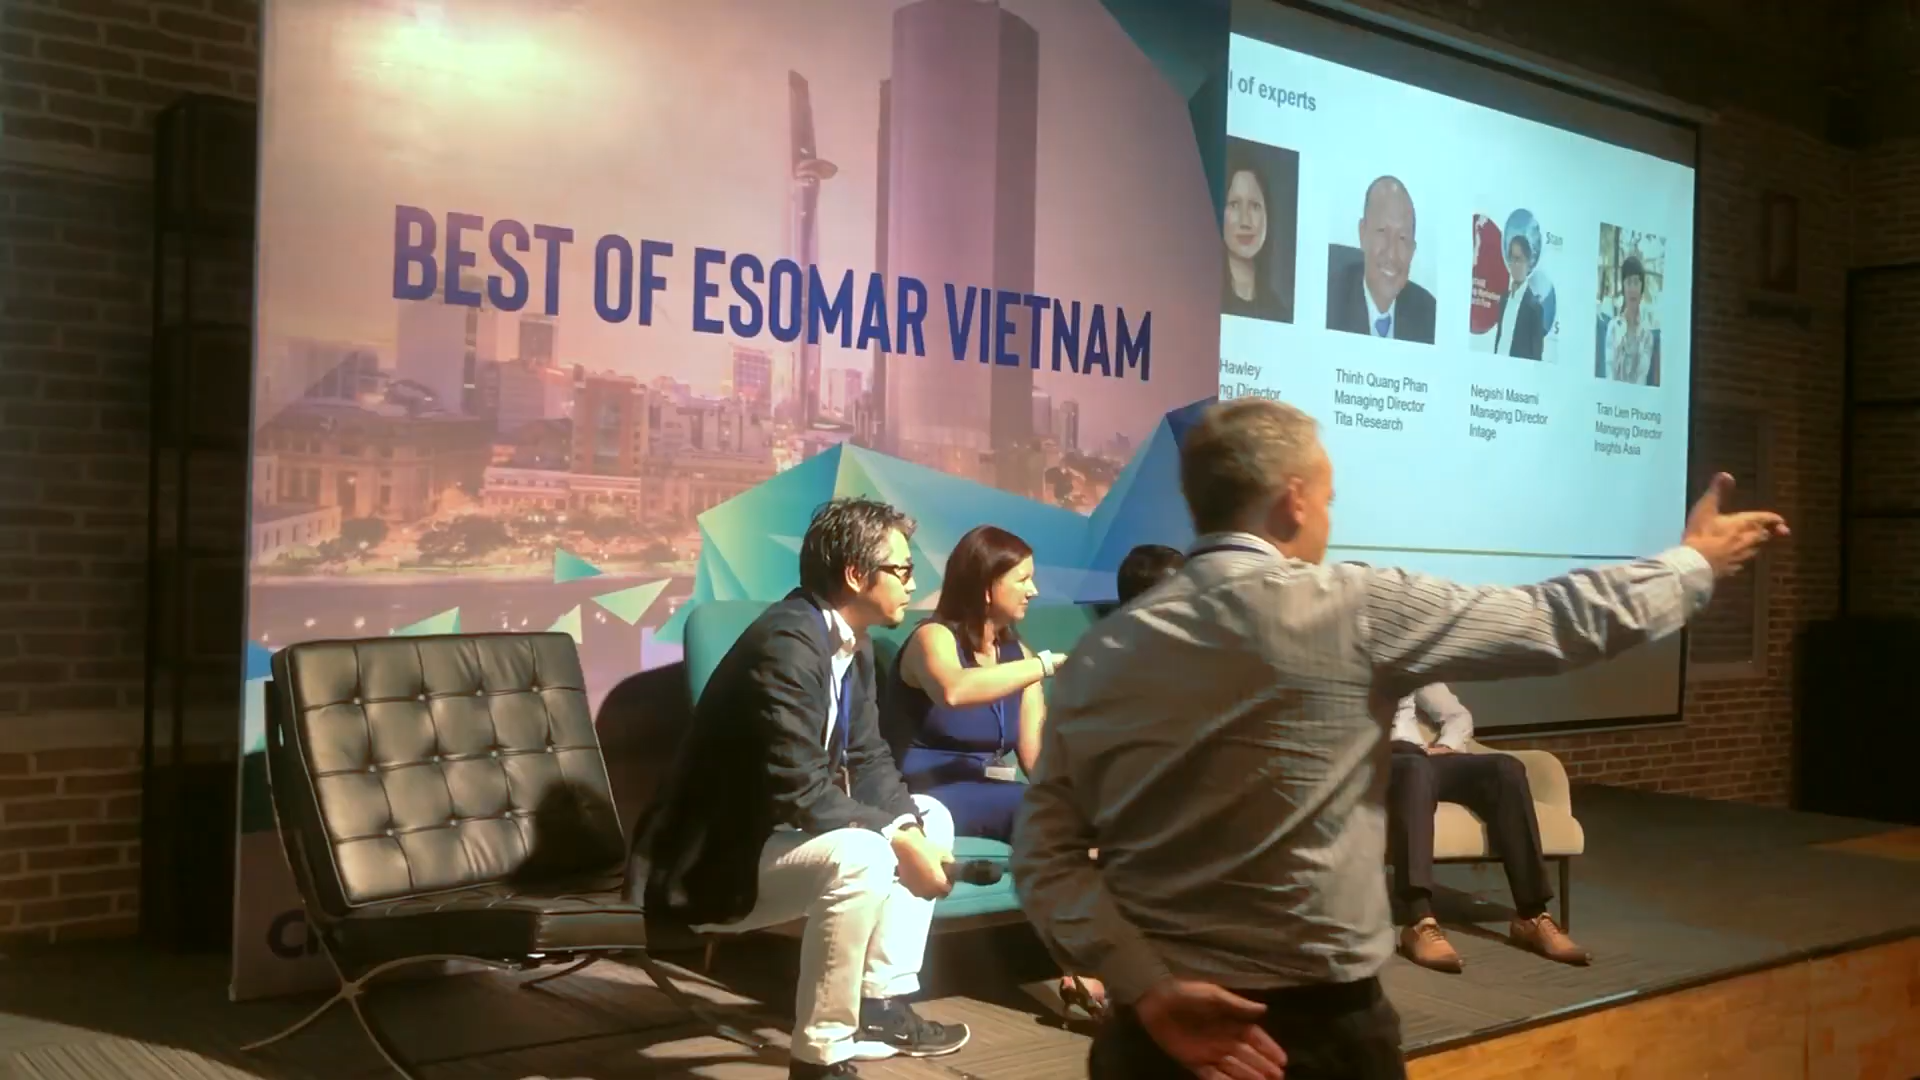 BEST OF ESOMAR VIETNAM
l of experts
Hawley
ng Director
Thinh Quang Phan
Managing Director
Tita Research
Negishi Masami
Managing Director
Intage
Tran Lien Phuong
Managing Director
Insights Asia